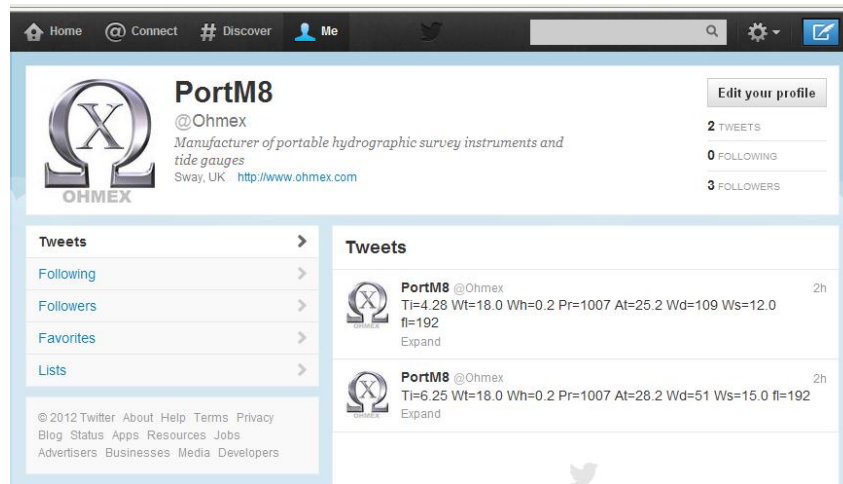 Home @ Connect # Discover Me
PortM8
@Ohmex
Manufacturer of portable hydrographic survey instruments and
tide gauges
Sway, UK http://www.ohmex.com
X
OHMEX
Edit your profile
2 TWEETS
0 FOLLOWING
3 FOLLOWERS
Tweets
Following
Followers
Favorites
Lists
© 2012 Twitter About Help Terms Privacy
Blog Status Apps Resources Jobs
Advertisers Businesses Media Developers
Tweets
X
OHMEX
PortM8 @Ohmex 2h
Ti=4.28 Wt=18.0 Wh=0.2 Pr=1007 At=25.2 Wd=109 Ws=12.0
fl=192
Expand
X
OHMEX
PortM8 @Ohmex 2h
Ti=6.25 Wt=18.0 Wh=0.2 Pr=1007 At=28.2 Wd=51 Ws=15.0 fl=192
Expand